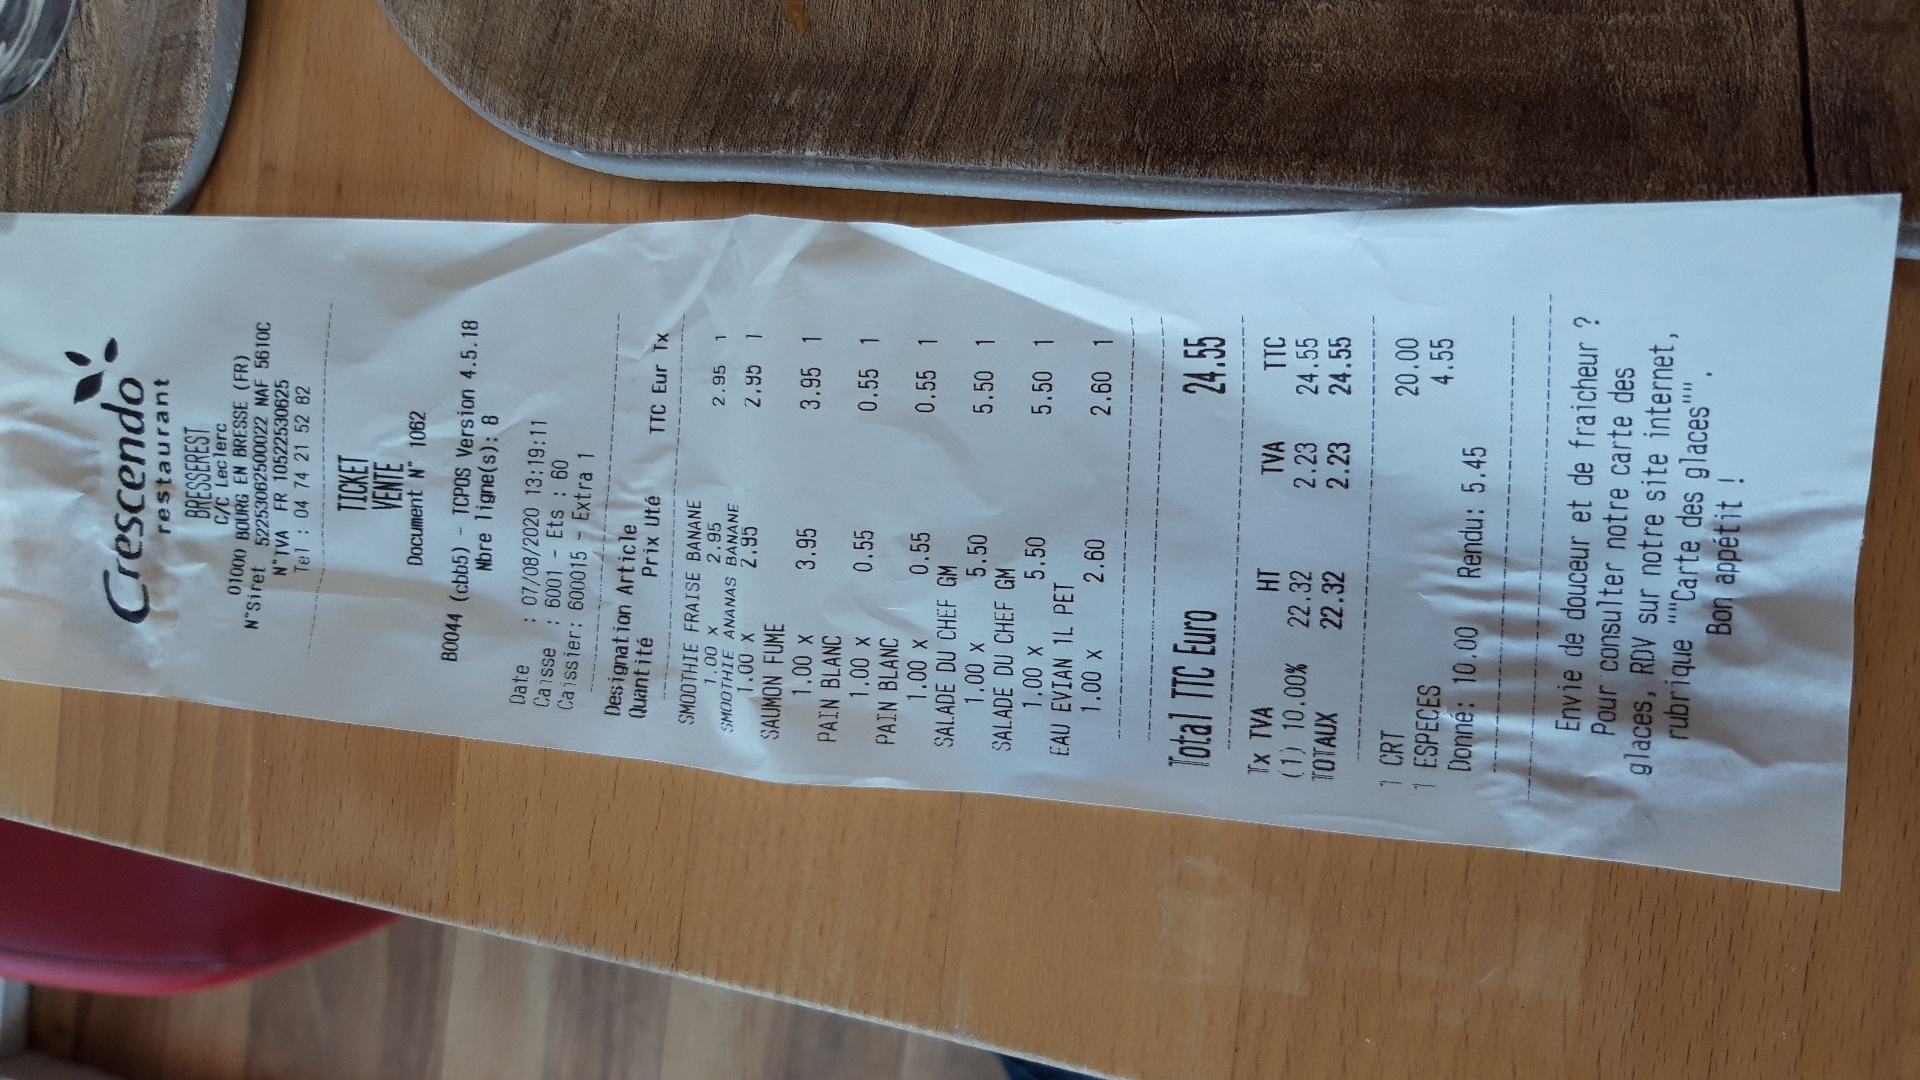 Crescendo
restaurant
BRESSEREST
C/C Leclerc
01000 BOURG EN BRESSE (FR)
N°Siret 52253062500022 NAF 5610C
N°TVA FR 10522530625
Tel : 04 74 21 52 82
TICKET
VENTE
Document N° 1062
B0044 (cbb5) - TCPOS Version 4.5.18
Nbre ligne(s): 8
Date : 07/08/2020 13:19:11
Caisse : 6001 - Ets : 60
Caissier: 600015 - Extra 1
Designation Article
Quantité Prix Uté TTC Eur Tx
SMOOTHIE FRAISE BANANE
1.00 x 2.95 2.95 1
SMOOTHIE ANANAS BANANE
1.00 x 2.95 2.95 1
SAUMON FUME
1.00 x 3.95 3.95 1
PAIN BLANC
1.00 x 0.55 0.55 1
PAIN BLANC
1.00 x 0.55 0.55 1
SALADE DU CHEF GM
1.00 x 5.50 5.50 1
SALADE DU CHEF GM
1.00 x 5.50 5.50 1
EAU EVIAN 1L PET
1.00 x 2.60 2.60 1
Total TTC Euro 24.55
Tx TVA HT TVA TTC
(1) 10.00% 22.32 2.23 24.55
TOTAUX 22.32 2.23 24.55
1 CRT 20.00
1 ESPECES 4.55
Donné: 10.00 Rendu: 5.45
Envie de douceur et de fraicheur ?
Pour consulter notre carte des
glaces, RDV sur notre site internet,
rubrique ""Carte des glaces"".
Bon appétit !